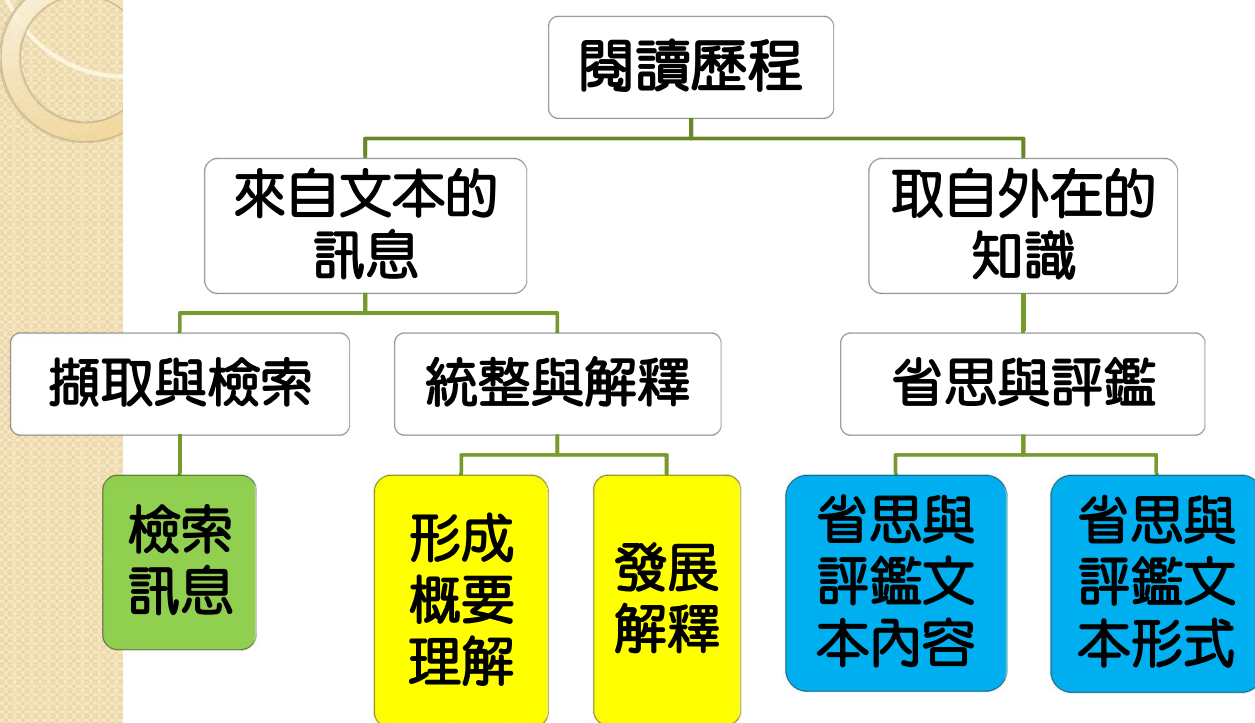 閱讀歷程
來自文本的
訊息
取自外在的
知識
擷取與檢索
統整與解釋
省思與評鑑
檢索
訊息
形成
概要
理解
發展
解釋
省思與
評鑑文
本內容
省思與
評鑑文
本形式